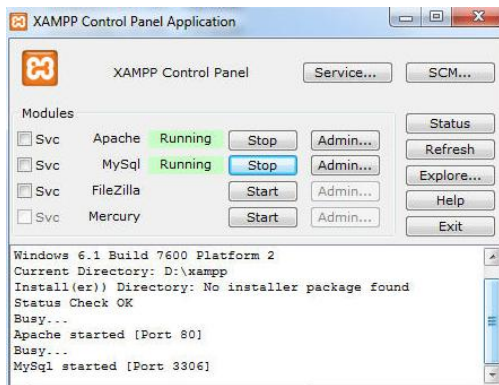 XAMPP Control Panel Application
XAMPP Control Panel
Service...
SCM...
Modules
Svc Apache Running Stop Admin...
Svc MySql Running Stop Admin...
Svc FileZilla Start Admin...
Svc Mercury Start Admin...
Status
Refresh
Explore...
Help
Exit
Windows 6.1 Build 7600 Platform 2
Current Directory: D:\xampp
Install(er)) Directory: No installer package found
Status Check OK
Busy...
Apache started [Port 80]
Busy...
MySql started [Port 3306]